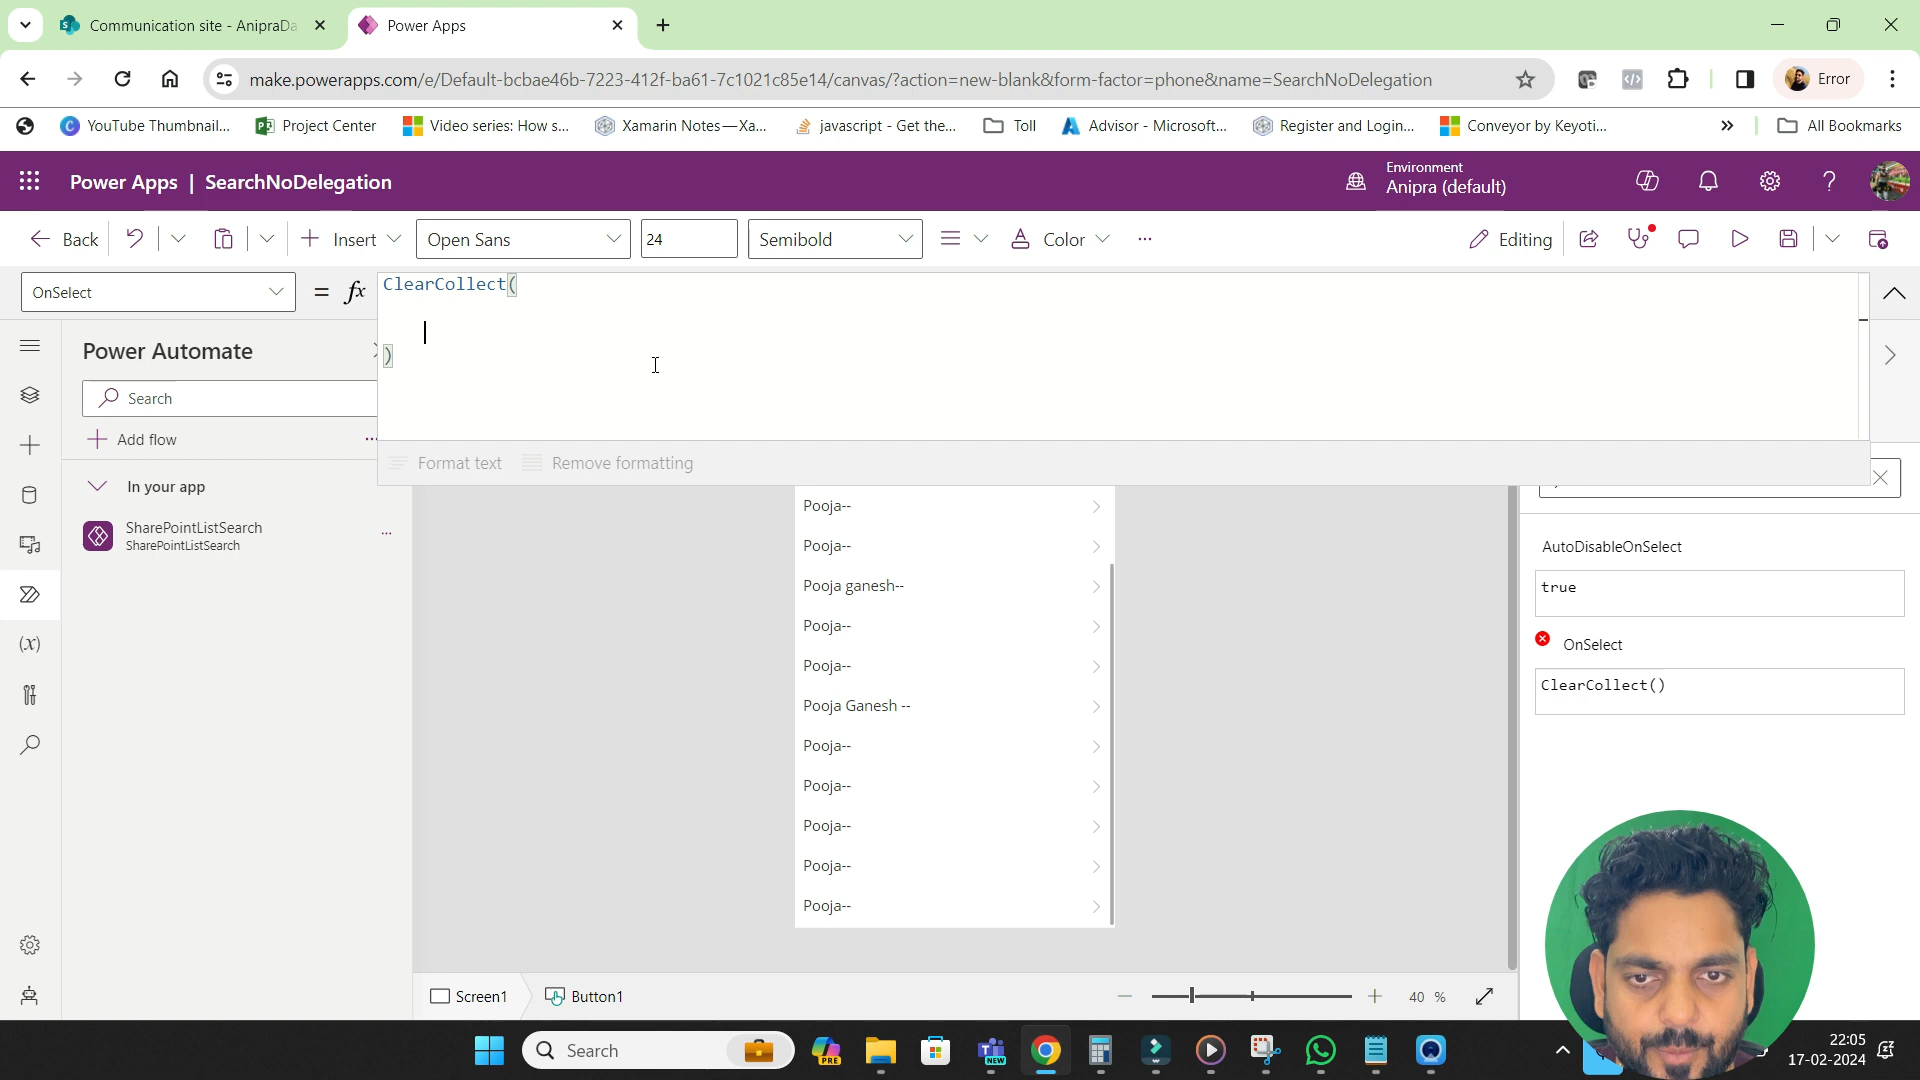 Communication site - AnipraDa
Power Apps
make.powerapps.com/e/Default-bcbae46b-7223-412f-ba61-7c1021c85e14/canvas/?action=new-blank&form-factor=phone&name=SearchNoDelegation
Error
YouTube Thumbnail...
Project Center
Video series: How s...
Xamarin Notes—Xa...
javascript - Get the...
Toll
Advisor - Microsoft...
Register and Login...
Conveyor by Keyoti...
All Bookmarks
Power Apps | SearchNoDelegation
Environment
Anipra (default)
Back
Insert
Open Sans
24
Semibold
Color
Editing
OnSelect
= fx
ClearCollect(
)
Format text
Remove formatting
Power Automate
Search
Add flow
In your app
SharePointListSearch
SharePointListSearch
Pooja--
Pooja--
Pooja ganesh--
Pooja--
Pooja--
Pooja Ganesh --
Pooja--
Pooja--
Pooja--
Pooja--
Pooja--
AutoDisableOnSelect
true
OnSelect
ClearCollect()
Screen1
Button1
40 %
Search
PRE
NEW
22:05
17-02-2024